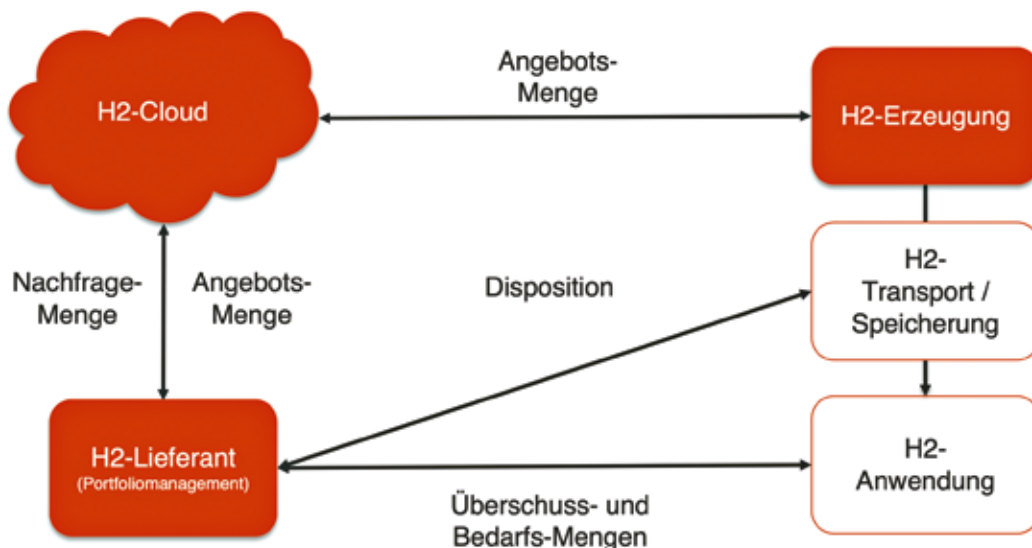 H2-Cloud
Angebots-
Menge
H2-Erzeugung
Nachfrage-
Menge
Angebots-
Menge
Disposition
H2-
Transport /
Speicherung
H2-Lieferant
(Portfoliomanagement)
H2-
Anwendung
Überschuss- und
Bedarfs-Mengen